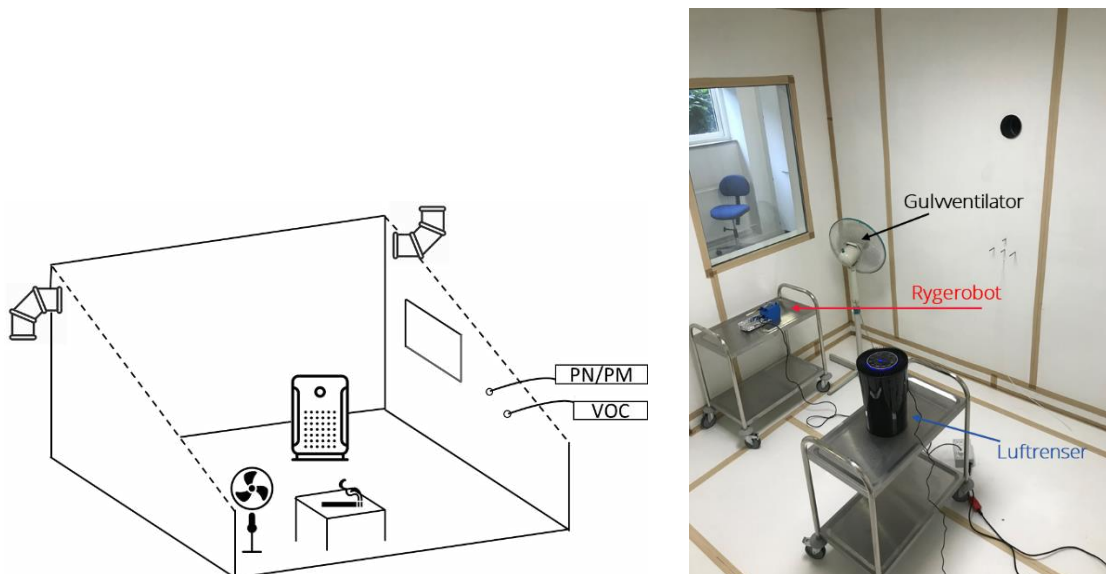 PN/PM
VOC
Gulvventilator
Rygerobot
Luftrenser